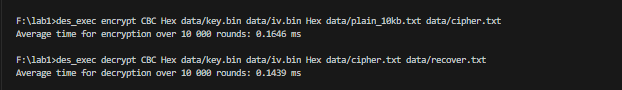 F:\lab1>des_exec encrypt CBC Hex data/key.bin data/iv.bin Hex data/plain_10kb.txt data/cipher.txt
Average time for encryption over 10 000 rounds: 0.1646 ms
F:\lab1>des_exec decrypt CBC Hex data/key.bin data/iv.bin Hex data/cipher.txt data/recover.txt
Average time for decryption over 10 000 rounds: 0.1439 ms